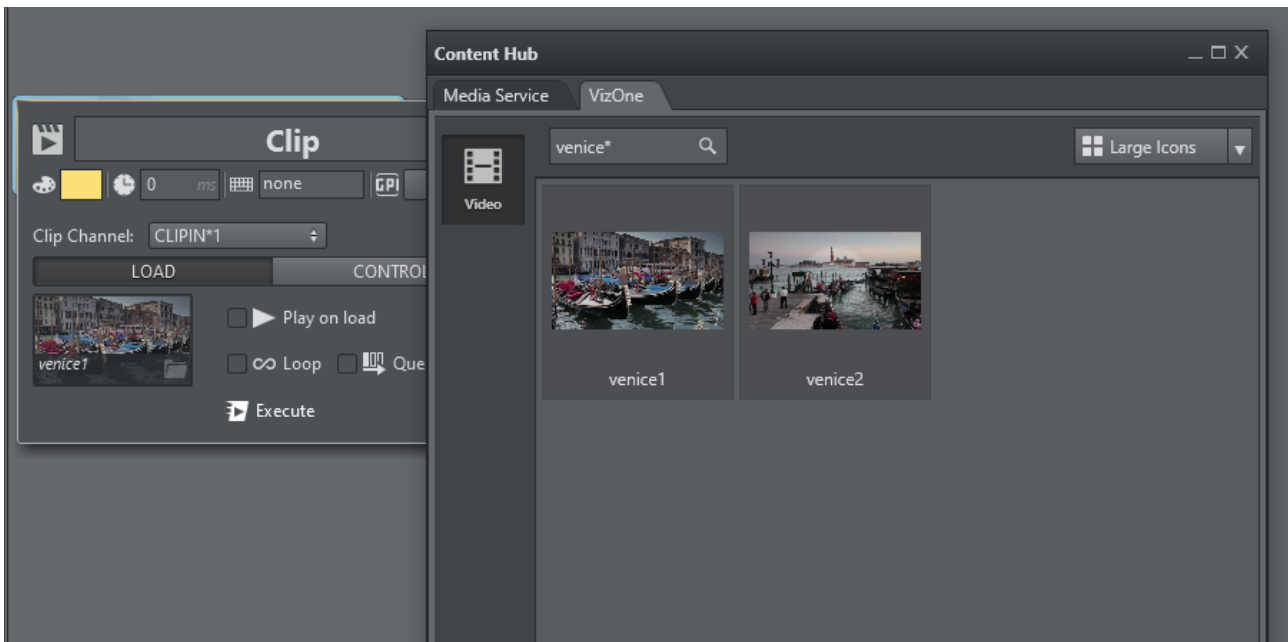 Content Hub
Media Service
VizOne
Clip
venice*
Large Icons
0 ms
none
GPI
Video
Clip Channel: CLIPIN*1
LOAD
CONTROL
Play on load
venice1
Loop
Que
Execute
venice1
venice2